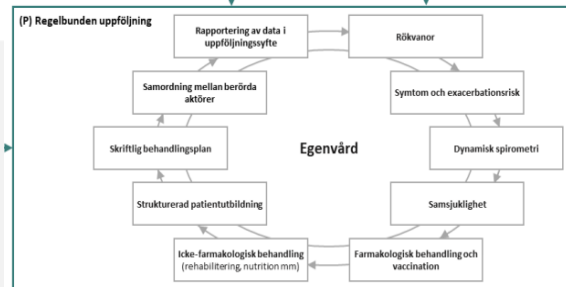 (P) Regelbunden uppföljning
Rapportering av data i
uppföljningssyfte
Rökvanor
Symtom och exacerbationsrisk
Dynamisk spirometri
Samsjuklighet
Farmakologisk behandling och
vaccination
Icke-farmakologisk behandling
(rehabilitering, nutrition mm)
Strukturerad patientutbildning
Skriftlig behandlingsplan
Samordning mellan berörda
aktörer
Egenvård